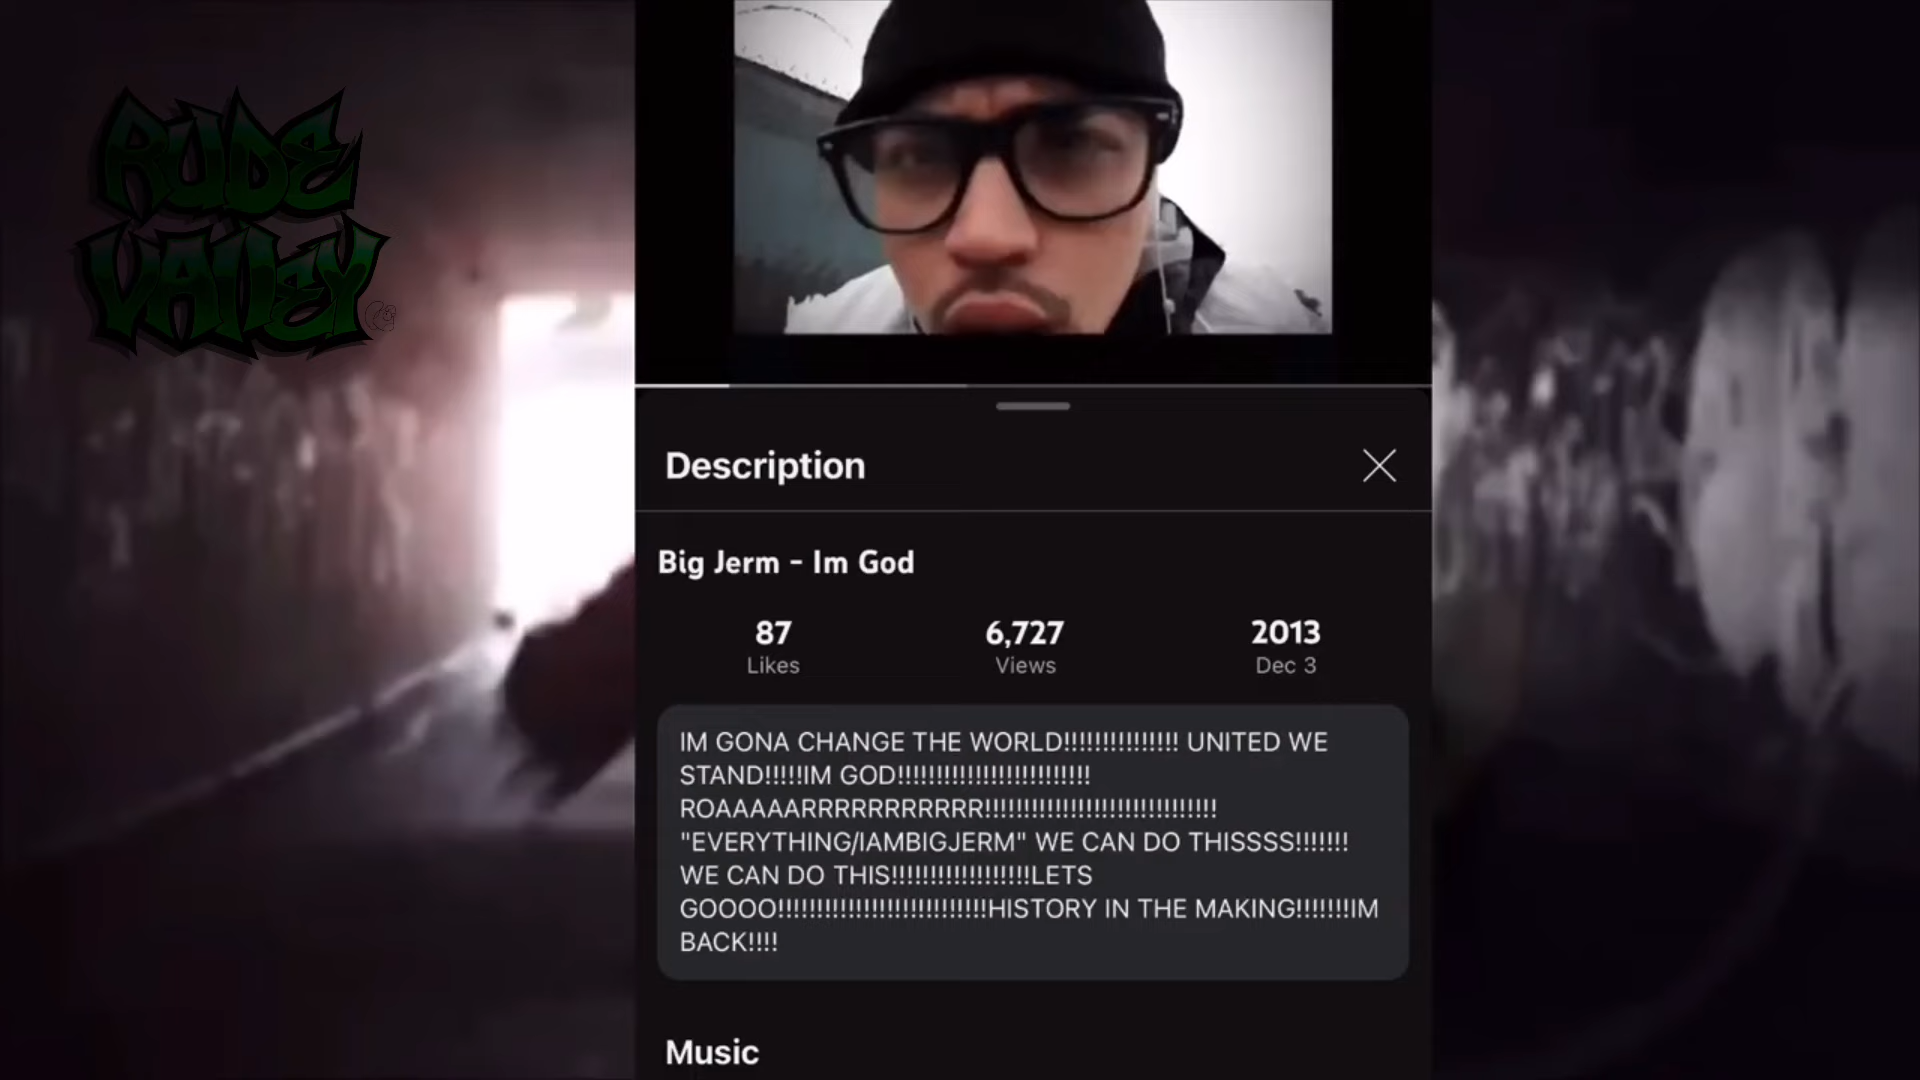 RUDE
VALLEY
Description
Big Jerm - Im God
87
Likes
6,727
Views
2013
Dec 3
IM GONA CHANGE THE WORLD!!!!!!!!!!!!!!! UNITED WE
STAND!!!!!IM GOD!!!!!!!!!!!!!!!!!!!!!!!!!
ROAAAAARRRRRRRRRRR!!!!!!!!!!!!!!!!!!!!!!!!!!!!!!
"EVERYTHING/IAMBIGJERM" WE CAN DO THISSSS!!!!!!!
WE CAN DO THIS!!!!!!!!!!!!!!!!!!LETS
GOOOO!!!!!!!!!!!!!!!!!!!!!!!!!!!HISTORY IN THE MAKING!!!!!!!IM
BACK!!!!
Music